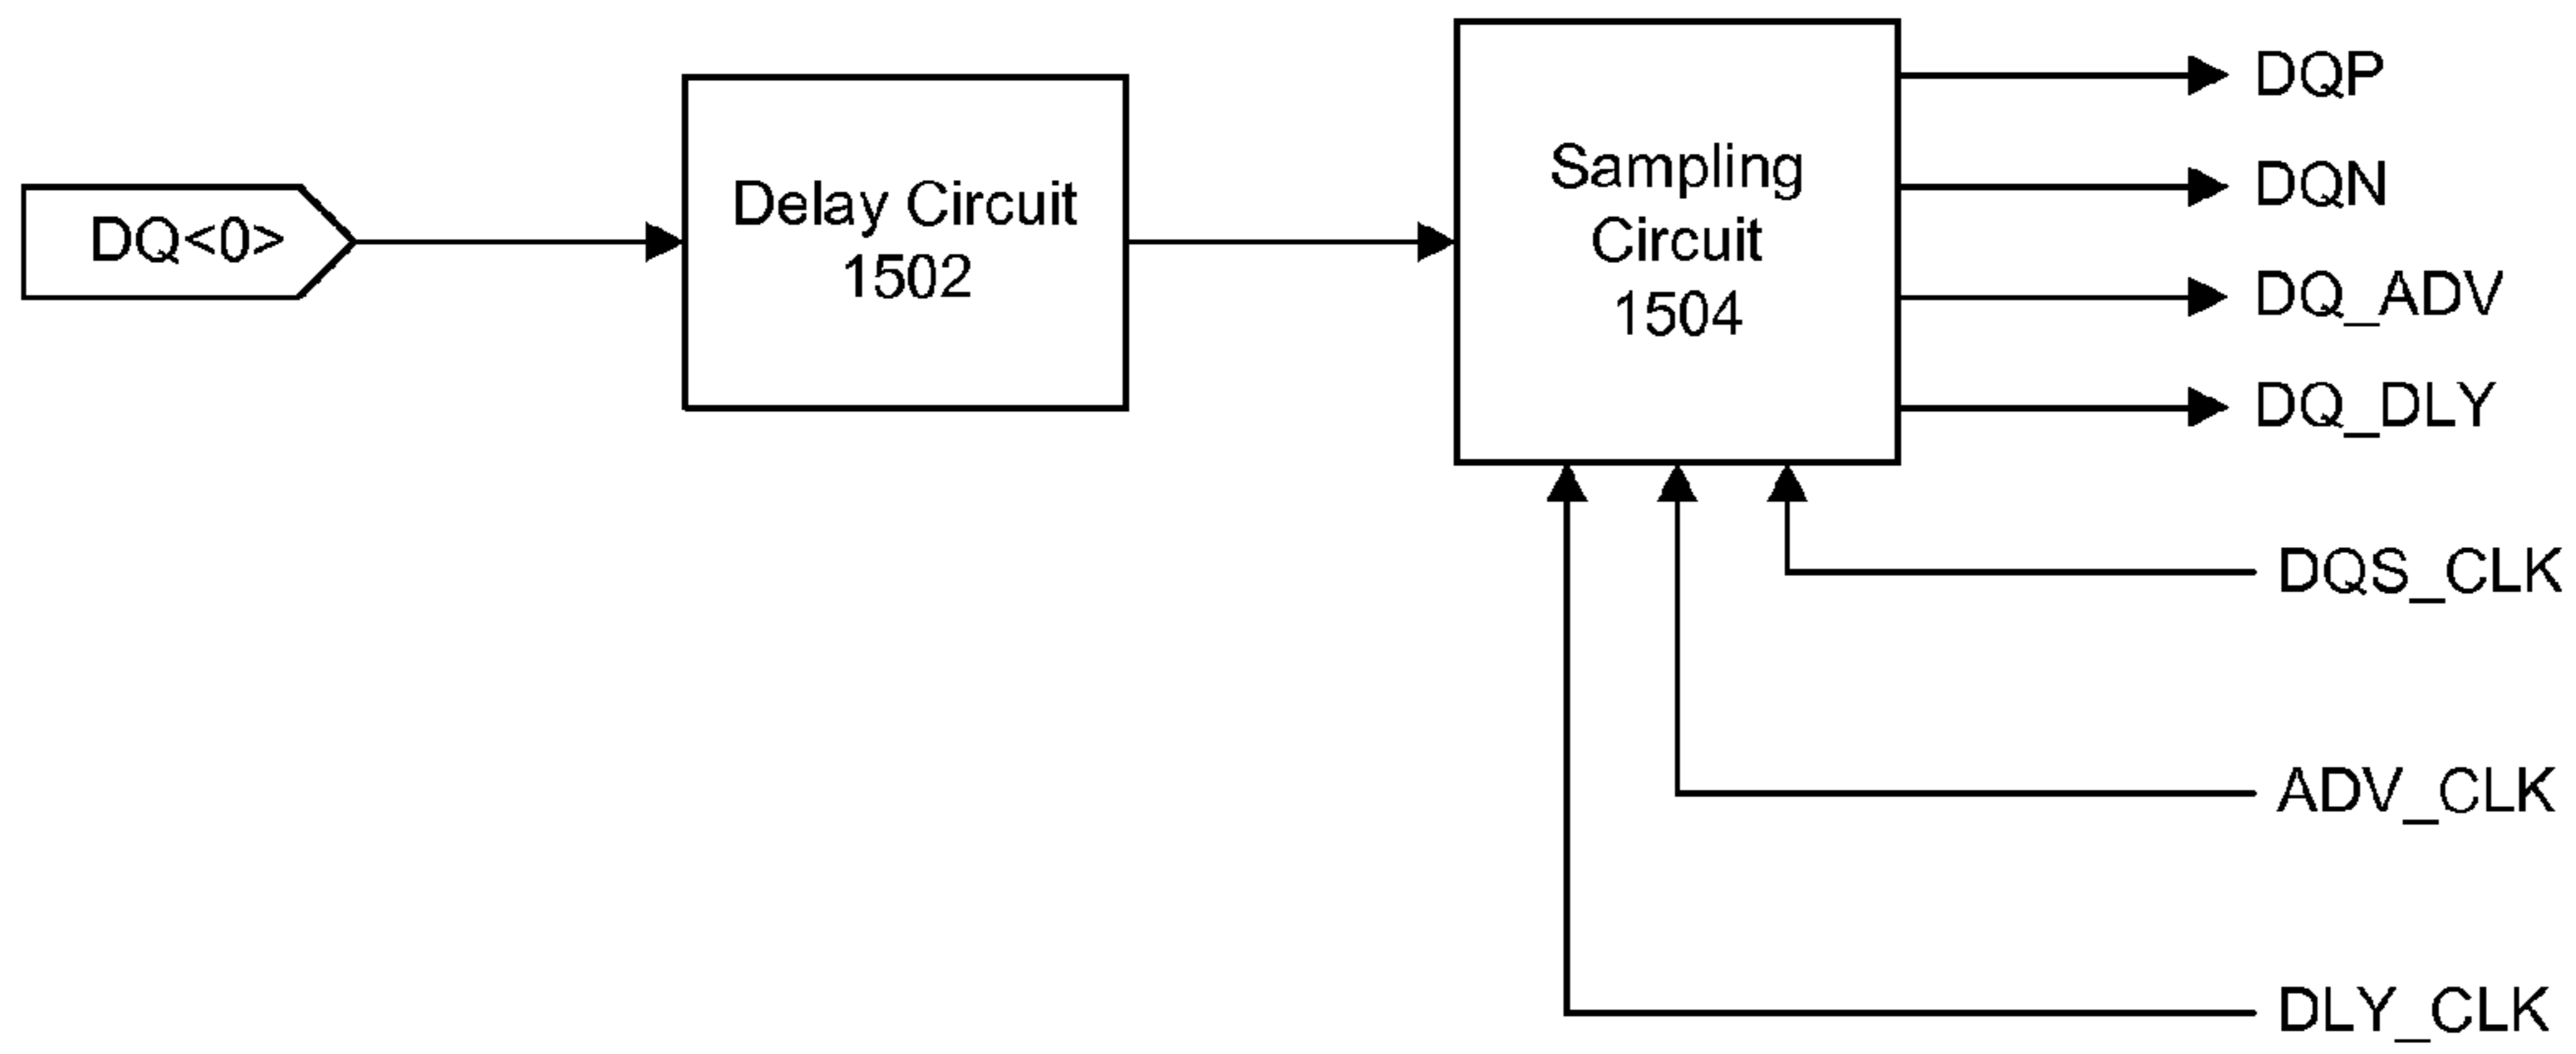 DQ<0>
Delay Circuit
1502
Sampling
Circuit
1504
DQP
DQN
DQ_ADV
DQ_DLY
DQS_CLK
ADV_CLK
DLY_CLK